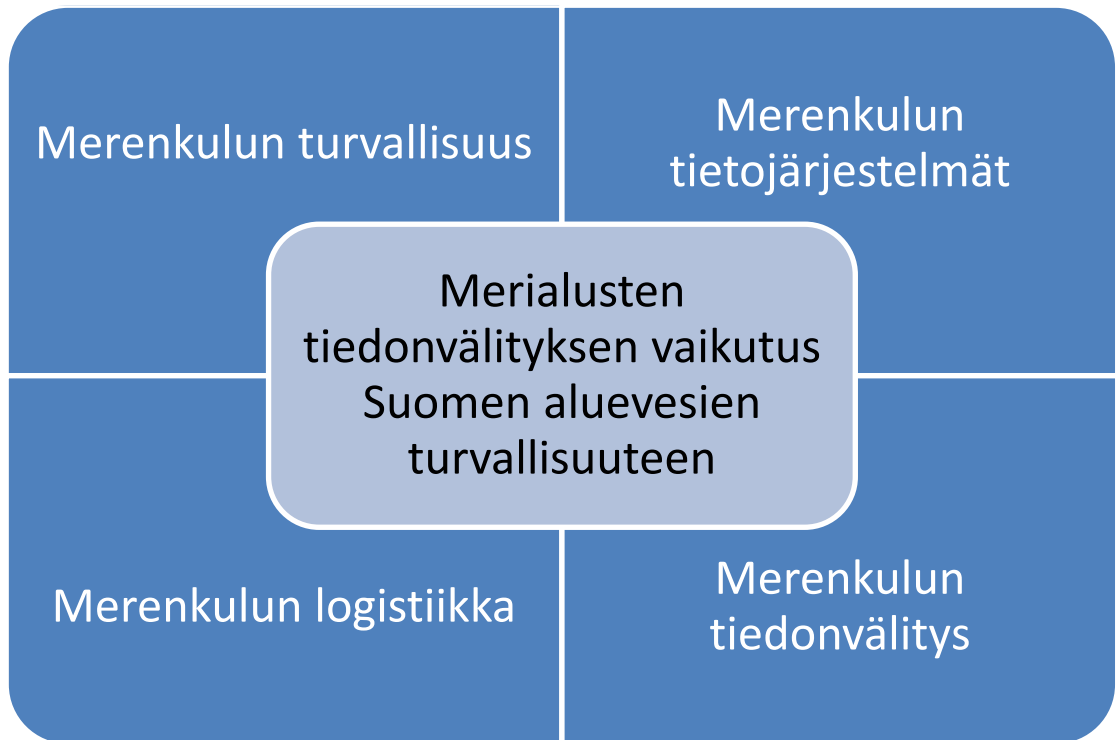 Merenkulun turvallisuus
Merenkulun
tietojärjestelmät
Merialusten
tiedonvälityksen vaikutus
Suomen aluevesien
turvallisuuteen
Merenkulun logistiikka
Merenkulun
tiedonvälitys